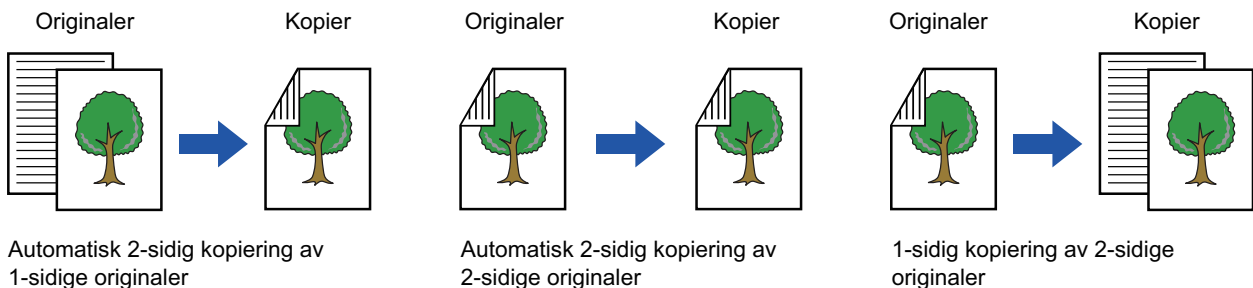 Originaler
Kopier
Originaler
Kopier
Originaler
Kopier
Automatisk 2-sidig kopiering av
1-sidige originaler
Automatisk 2-sidig kopiering av
2-sidige originaler
1-sidig kopiering av 2-sidige
originaler